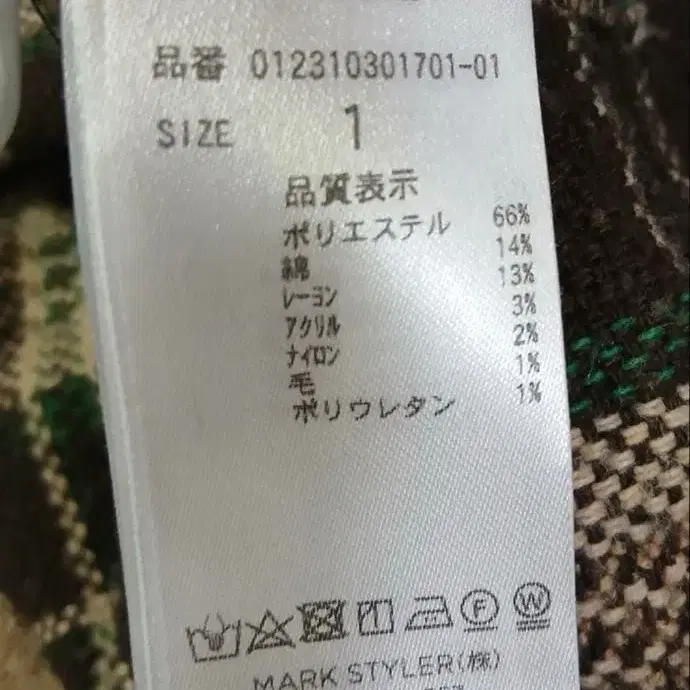 品番 012310301701-01
SIZE 1
品質表示
ポリエステル 66%
綿 14%
レーヨン 13%
アクリル 3%
ナイロン 2%
毛 1%
ポリウレタン 1%
F W
MARK STYLER(株)